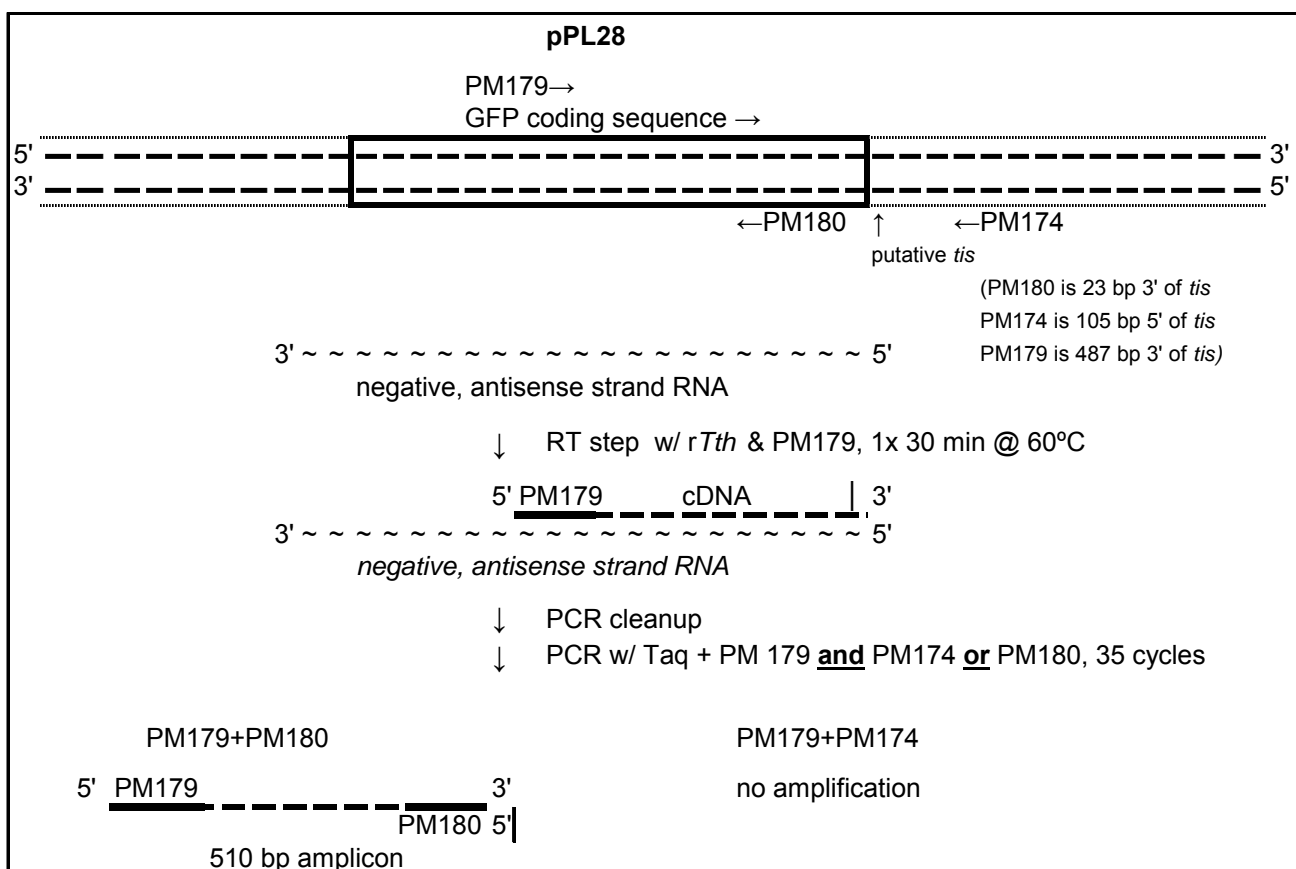 pPL28
PM179→
GFP coding sequence →
5' 3'
3' 5'
←PM180 ↑ ←PM174
putative tis
(PM180 is 23 bp 3' of tis
PM174 is 105 bp 5' of tis
PM179 is 487 bp 3' of tis)
3' ~ ~ ~ ~ ~ ~ ~ ~ ~ ~ ~ ~ ~ ~ ~ ~ ~ ~ ~ ~ ~ 5'
negative, antisense strand RNA
↓ RT step w/ rTth & PM179, 1x 30 min @ 60ºC
5' PM179 cDNA | 3'
3' ~ ~ ~ ~ ~ ~ ~ ~ ~ ~ ~ ~ ~ ~ ~ ~ ~ ~ ~ ~ ~ 5'
negative, antisense strand RNA
↓ PCR cleanup
↓ PCR w/ Taq + PM 179 and PM174 or PM180, 35 cycles
PM179+PM180 PM179+PM174
5' PM179 3' no amplification
PM180 5'
510 bp amplicon